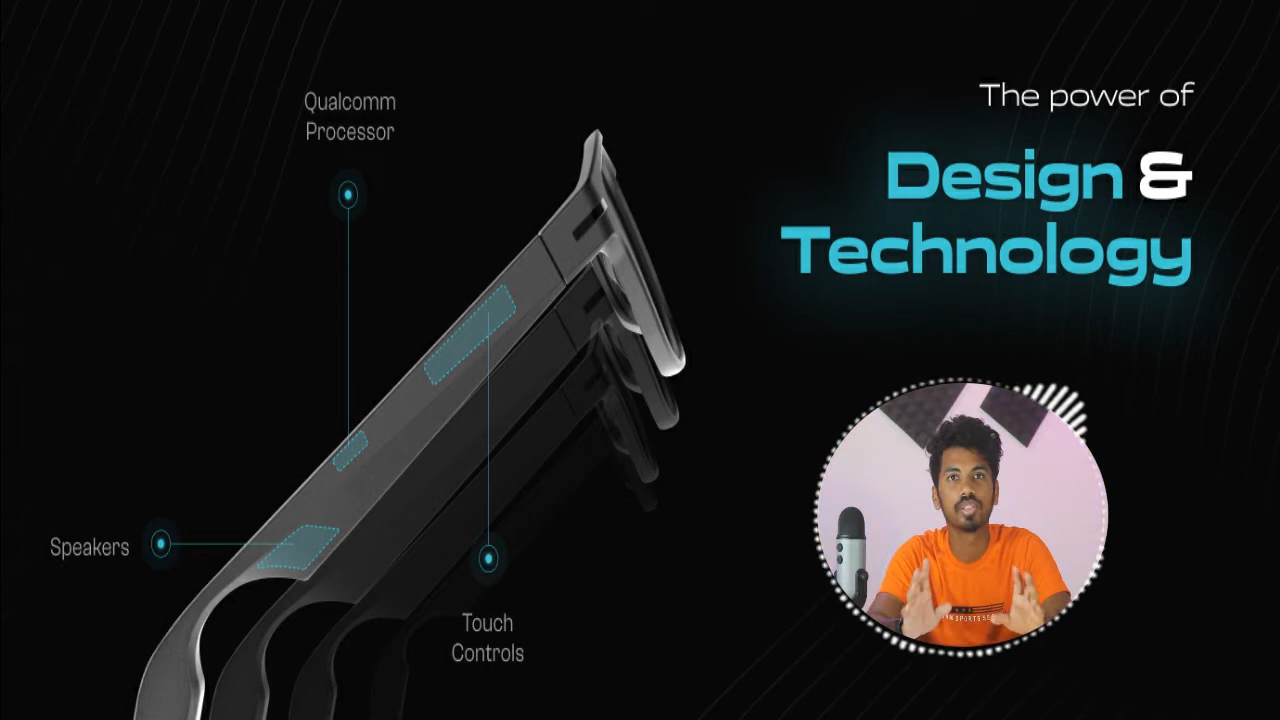 Qualcomm
Processor
The power of
Design &
Technology
Speakers
Touch
Controls